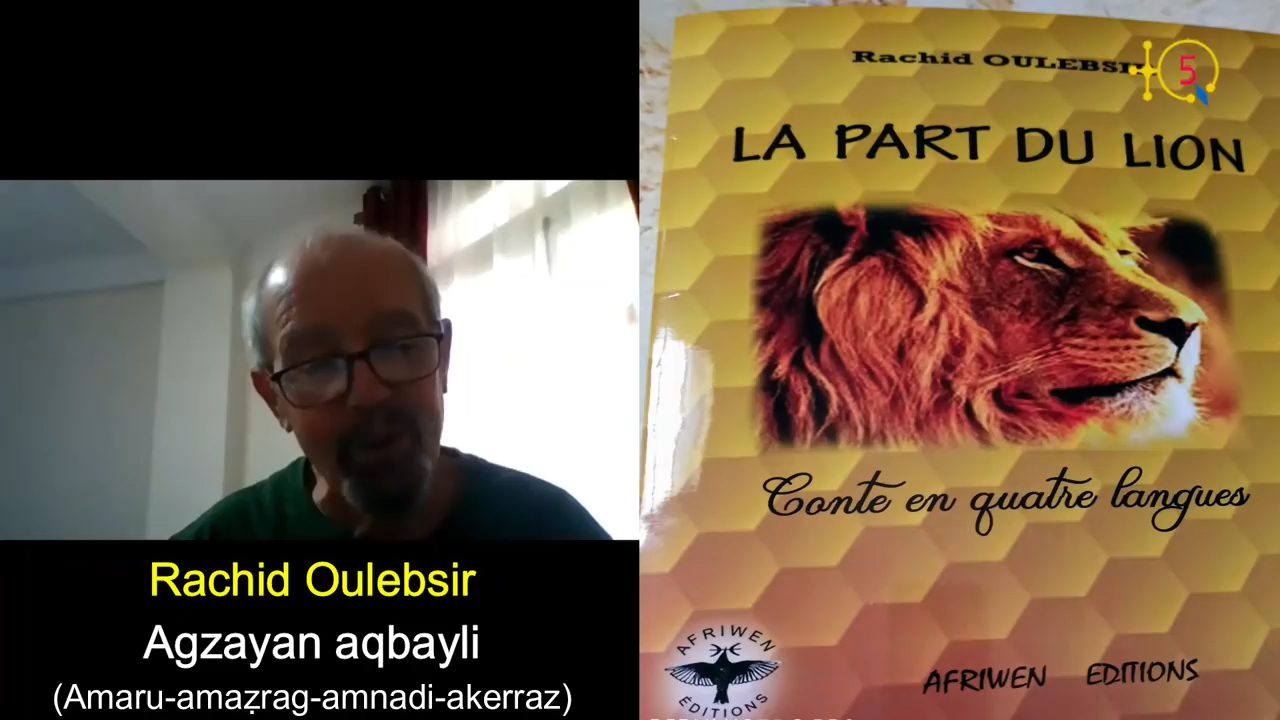 Rachid Oulebsir
Agzayan aqbayli
(Amaru-amaẓrag-amnadi-akerraz)
Rachid OULEBSIR
5
LA PART DU LION
Conte en quatre langues
AFRIWEN
ÉDITIONS
AFRIWEN EDITIONS